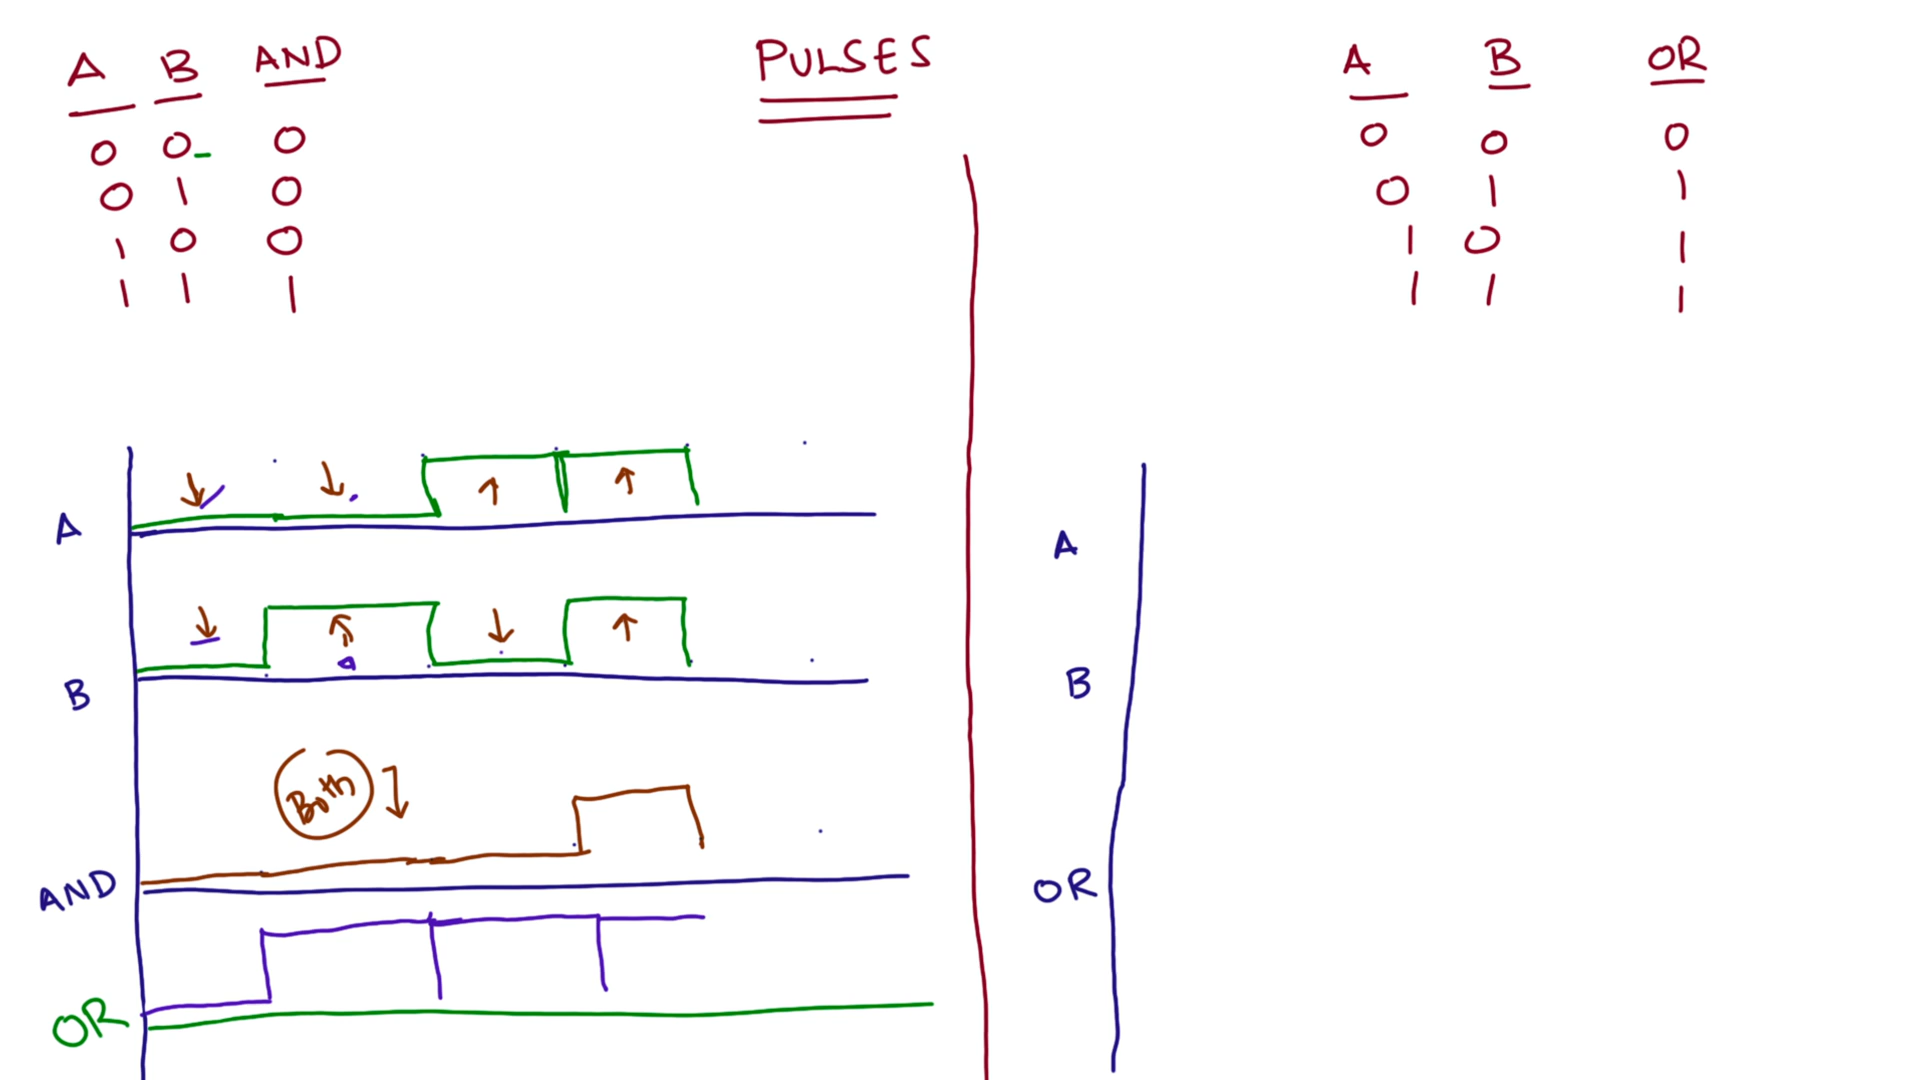 PULSES
A B AND
0 0 0
0 1 0
1 0 0
1 1 1
A B OR
0 0 0
0 1 1
1 0 1
1 1 1
A
B
Both
AND
OR
A
B
OR